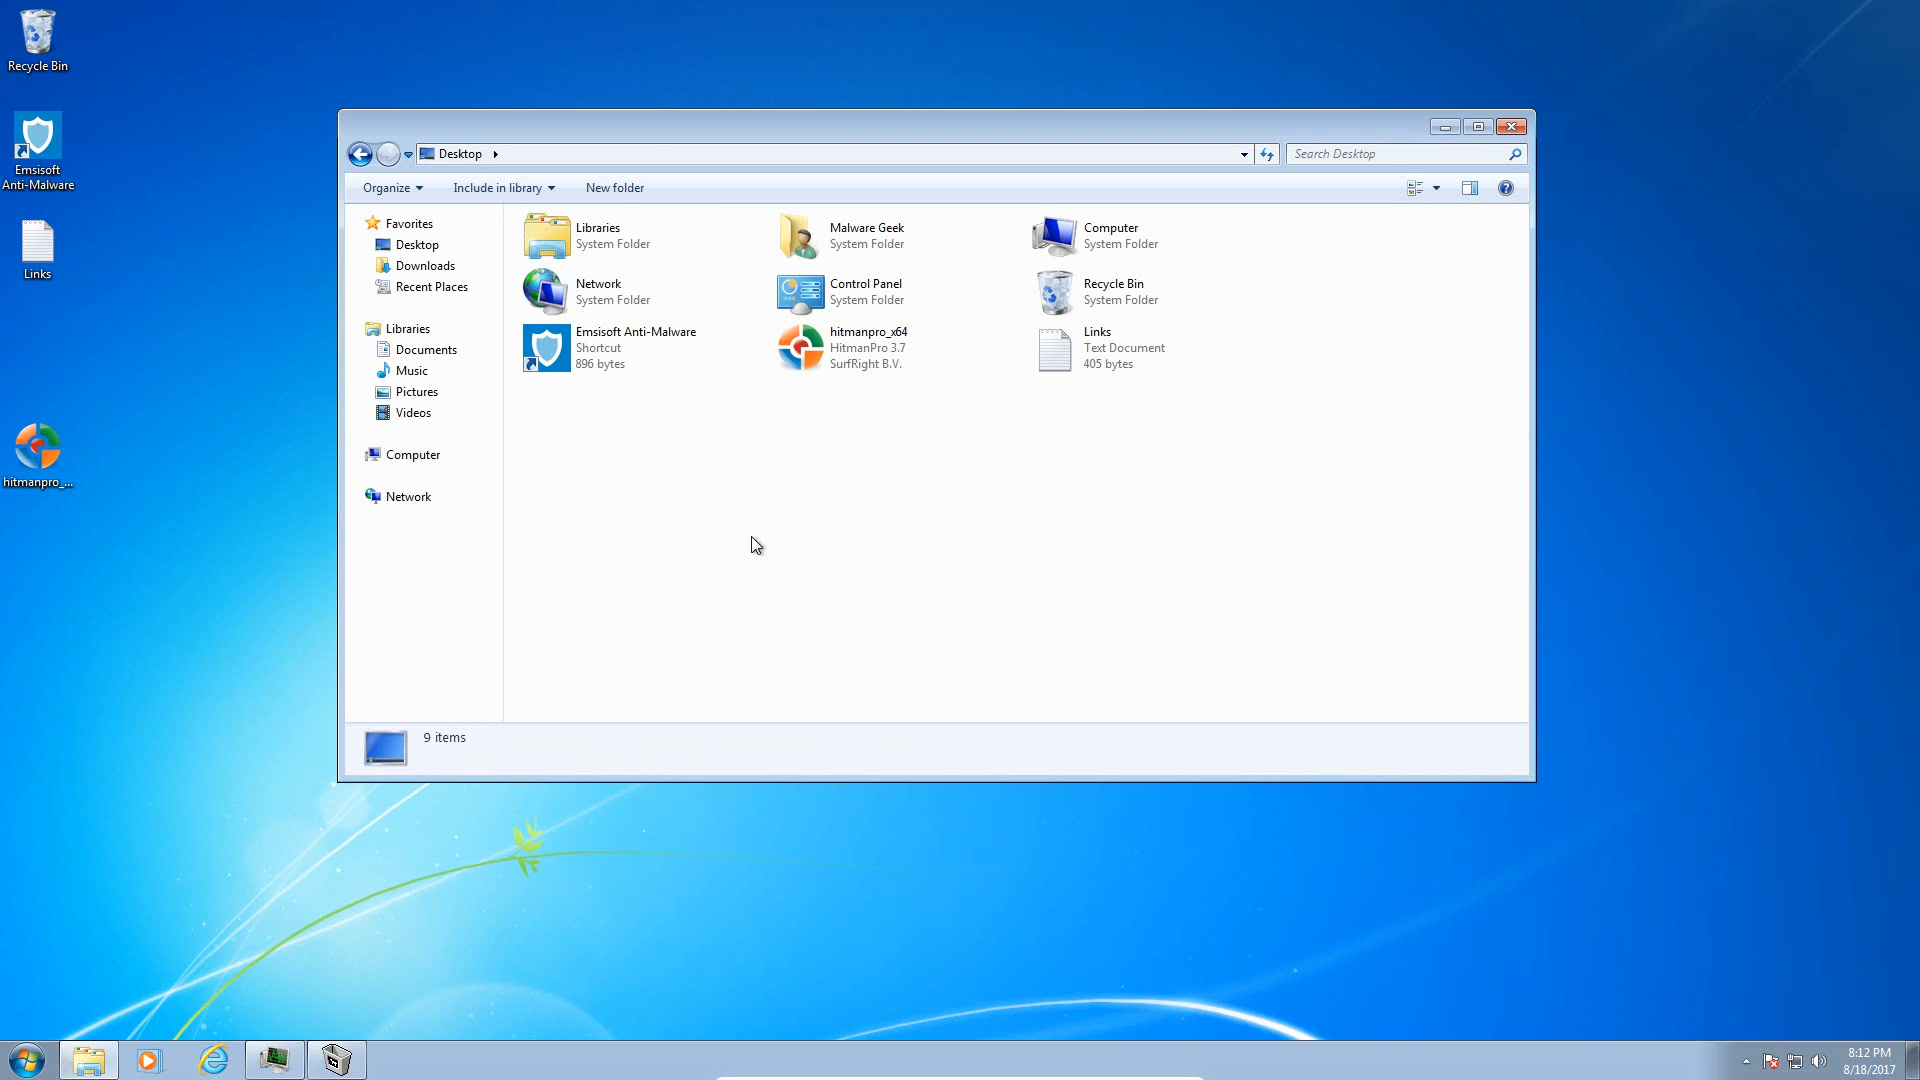 Recycle Bin
Emsisoft
Anti-Malware
Links
hitmanpro_...
Desktop
Search Desktop
Organize
Include in library
New folder
Favorites
Desktop
Downloads
Recent Places
Libraries
Documents
Music
Pictures
Videos
Computer
Network
Libraries
System Folder
Malware Geek
System Folder
Computer
System Folder
Network
System Folder
Control Panel
System Folder
Recycle Bin
System Folder
Emsisoft Anti-Malware
Shortcut
896 bytes
hitmanpro_x64
HitmanPro 3.7
SurfRight B.V.
Links
Text Document
405 bytes
9 items
8:12 PM
8/18/2017